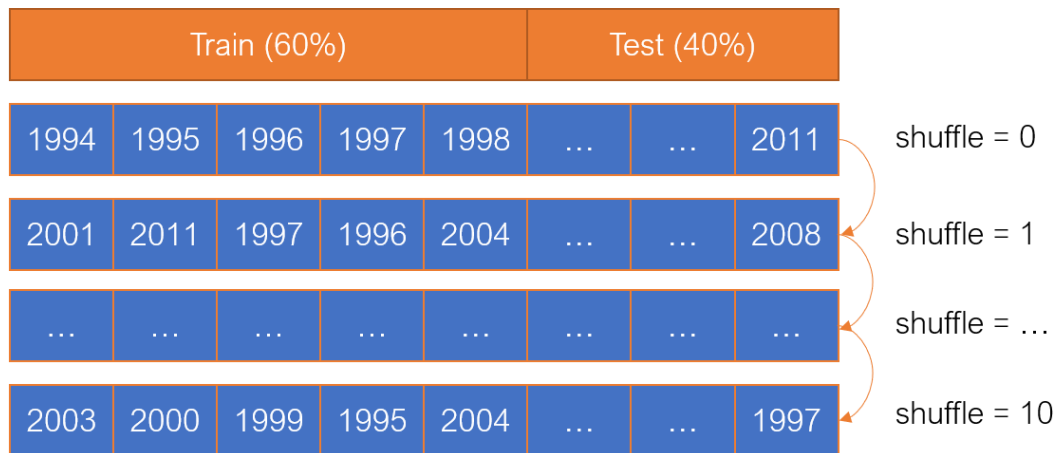 Train (60%) Test (40%)
1994 1995 1996 1997 1998 ... ... 2011 shuffle = 0
2001 2011 1997 1996 2004 ... ... 2008 shuffle = 1
... ... ... ... ... ... ... ... shuffle = ...
2003 2000 1999 1995 2004 ... ... 1997 shuffle = 10